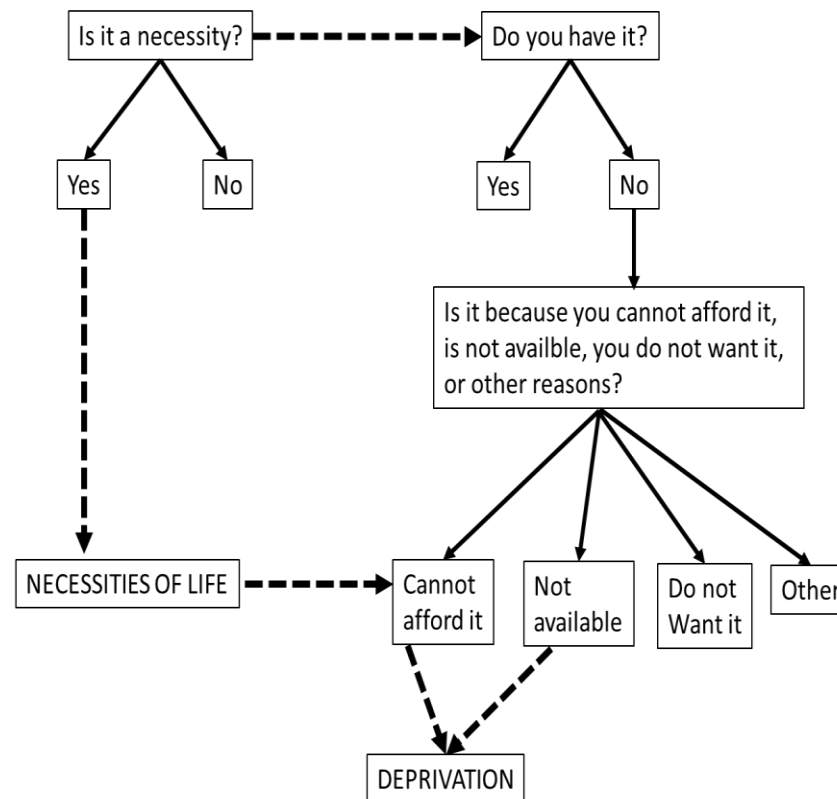 Is it a necessity?
Do you have it?
Yes
No
Yes
No
Is it because you cannot afford it,
is not availble, you do not want it,
or other reasons?
NECESSITIES OF LIFE
Cannot
afford it
Not
available
Do not
Want it
Other
DEPRIVATION